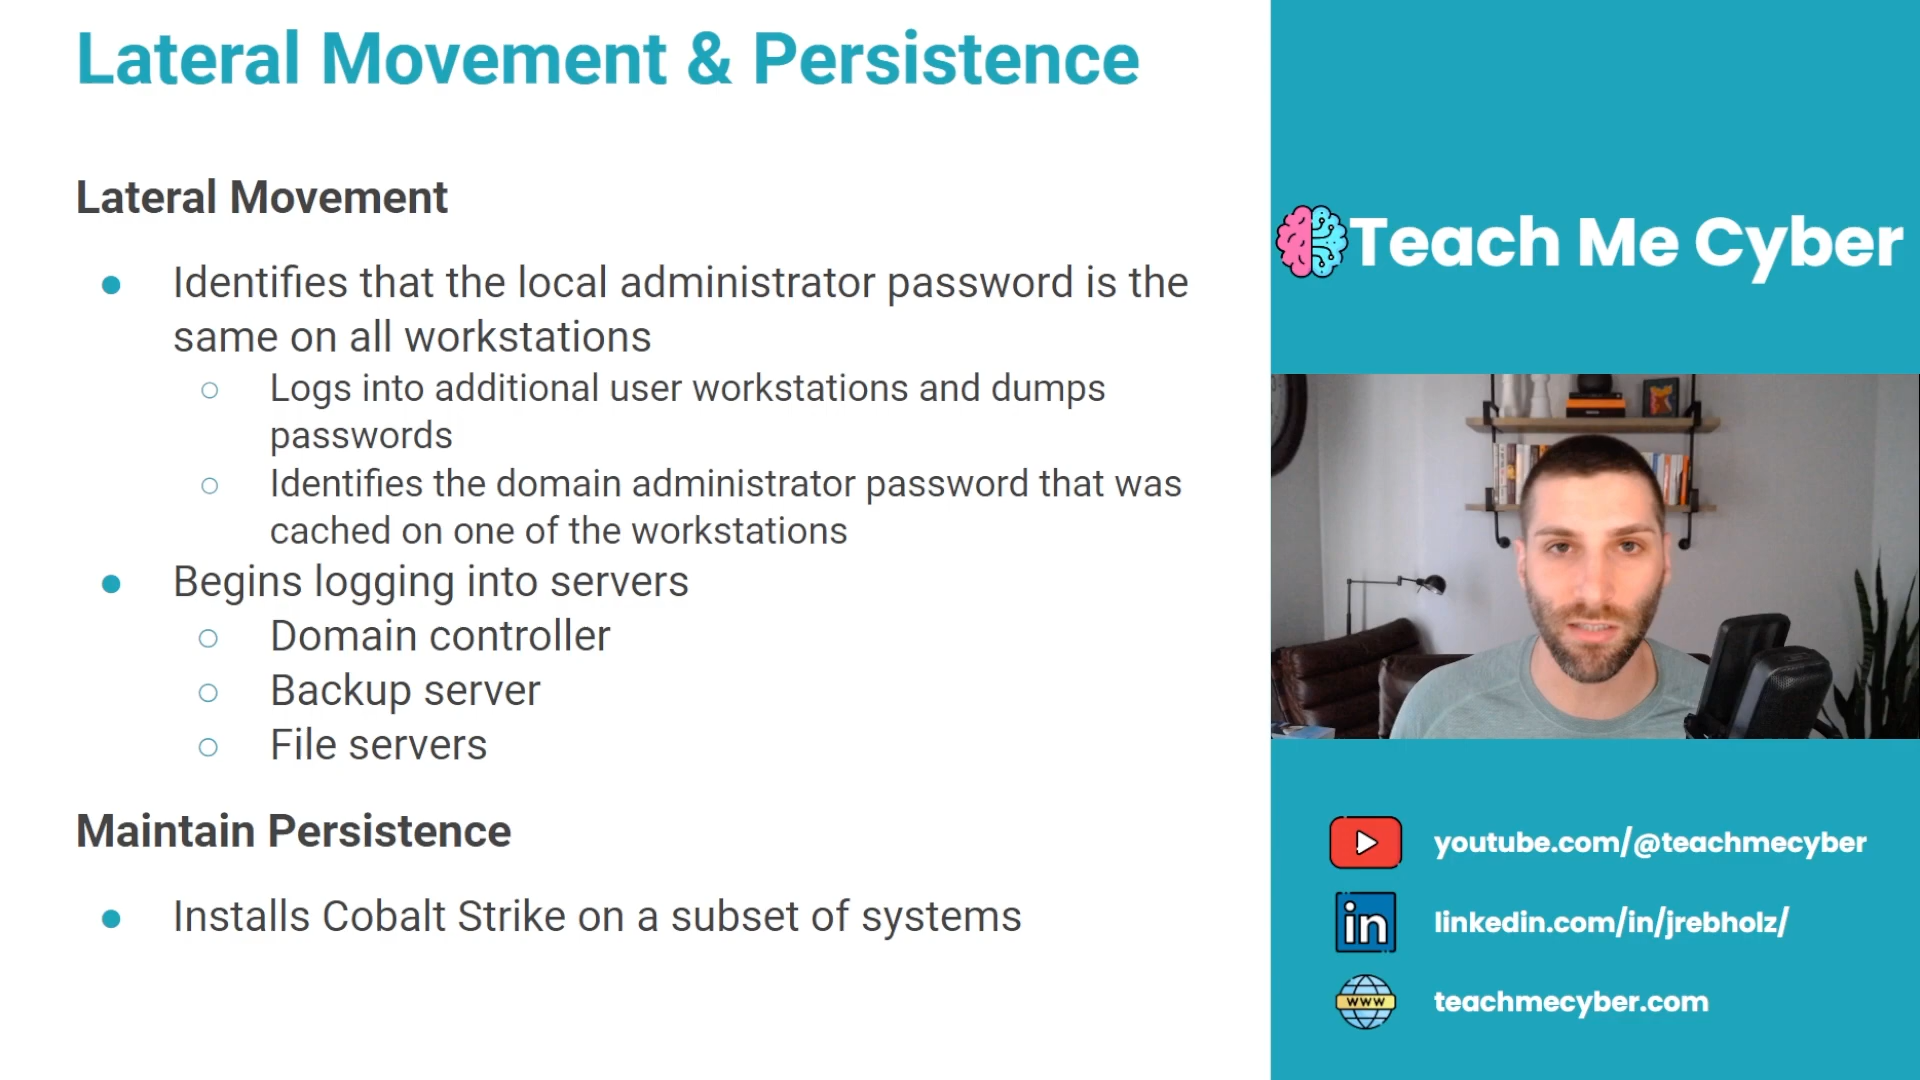 Lateral Movement & Persistence
Lateral Movement
● Identifies that the local administrator password is the
same on all workstations
○ Logs into additional user workstations and dumps
passwords
○ Identifies the domain administrator password that was
cached on one of the workstations
● Begins logging into servers
○ Domain controller
○ Backup server
○ File servers
Maintain Persistence
● Installs Cobalt Strike on a subset of systems
Teach Me Cyber
youtube.com/@teachmecyber
in
linkedin.com/in/jrebholz/
www
teachmecyber.com